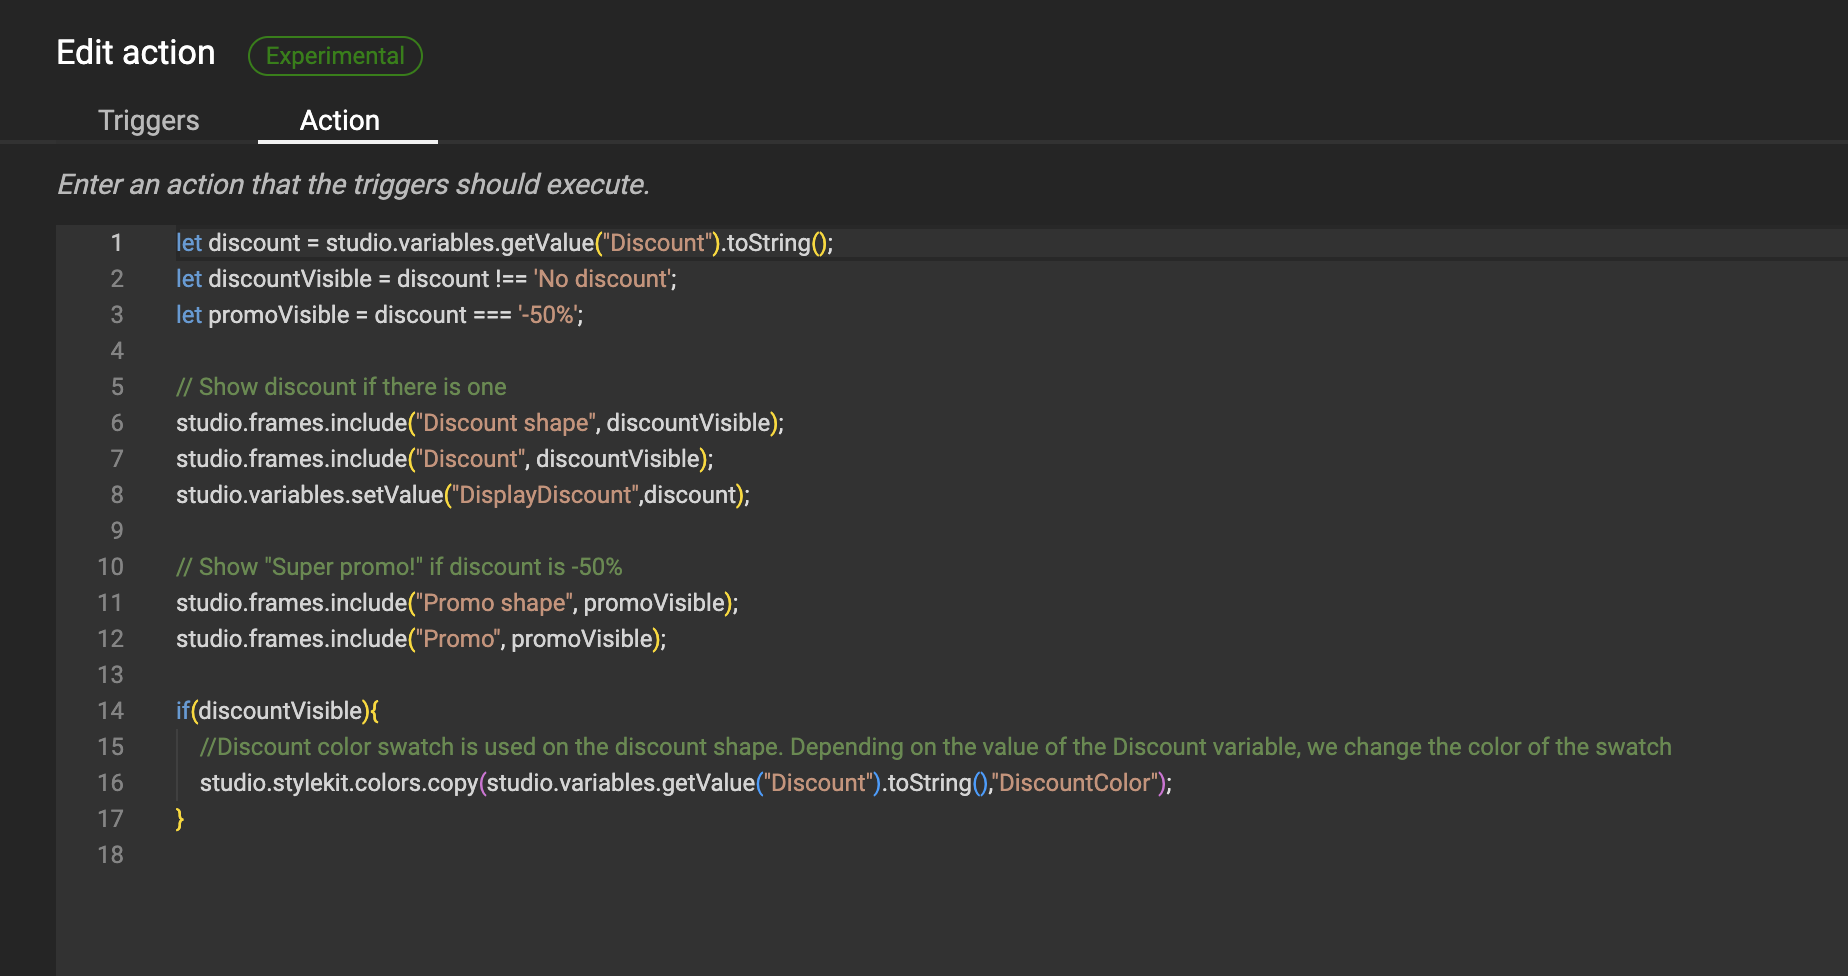 Edit action Experimental
Triggers Action
Enter an action that the triggers should execute.
1 let discount = studio.variables.getValue("Discount").toString();
2 let discountVisible = discount !== 'No discount';
3 let promoVisible = discount === '-50%';
4
5 // Show discount if there is one
6 studio.frames.include("Discount shape", discountVisible);
7 studio.frames.include("Discount", discountVisible);
8 studio.variables.setValue("DisplayDiscount",discount);
9
10 // Show "Super promo!" if discount is -50%
11 studio.frames.include("Promo shape", promoVisible);
12 studio.frames.include("Promo", promoVisible);
13
14 if(discountVisible){
15 //Discount color swatch is used on the discount shape. Depending on the value of the Discount variable, we change the color of the swatch
16 studio.stylekit.colors.copy(studio.variables.getValue("Discount").toString(),"DiscountColor");
17 }
18